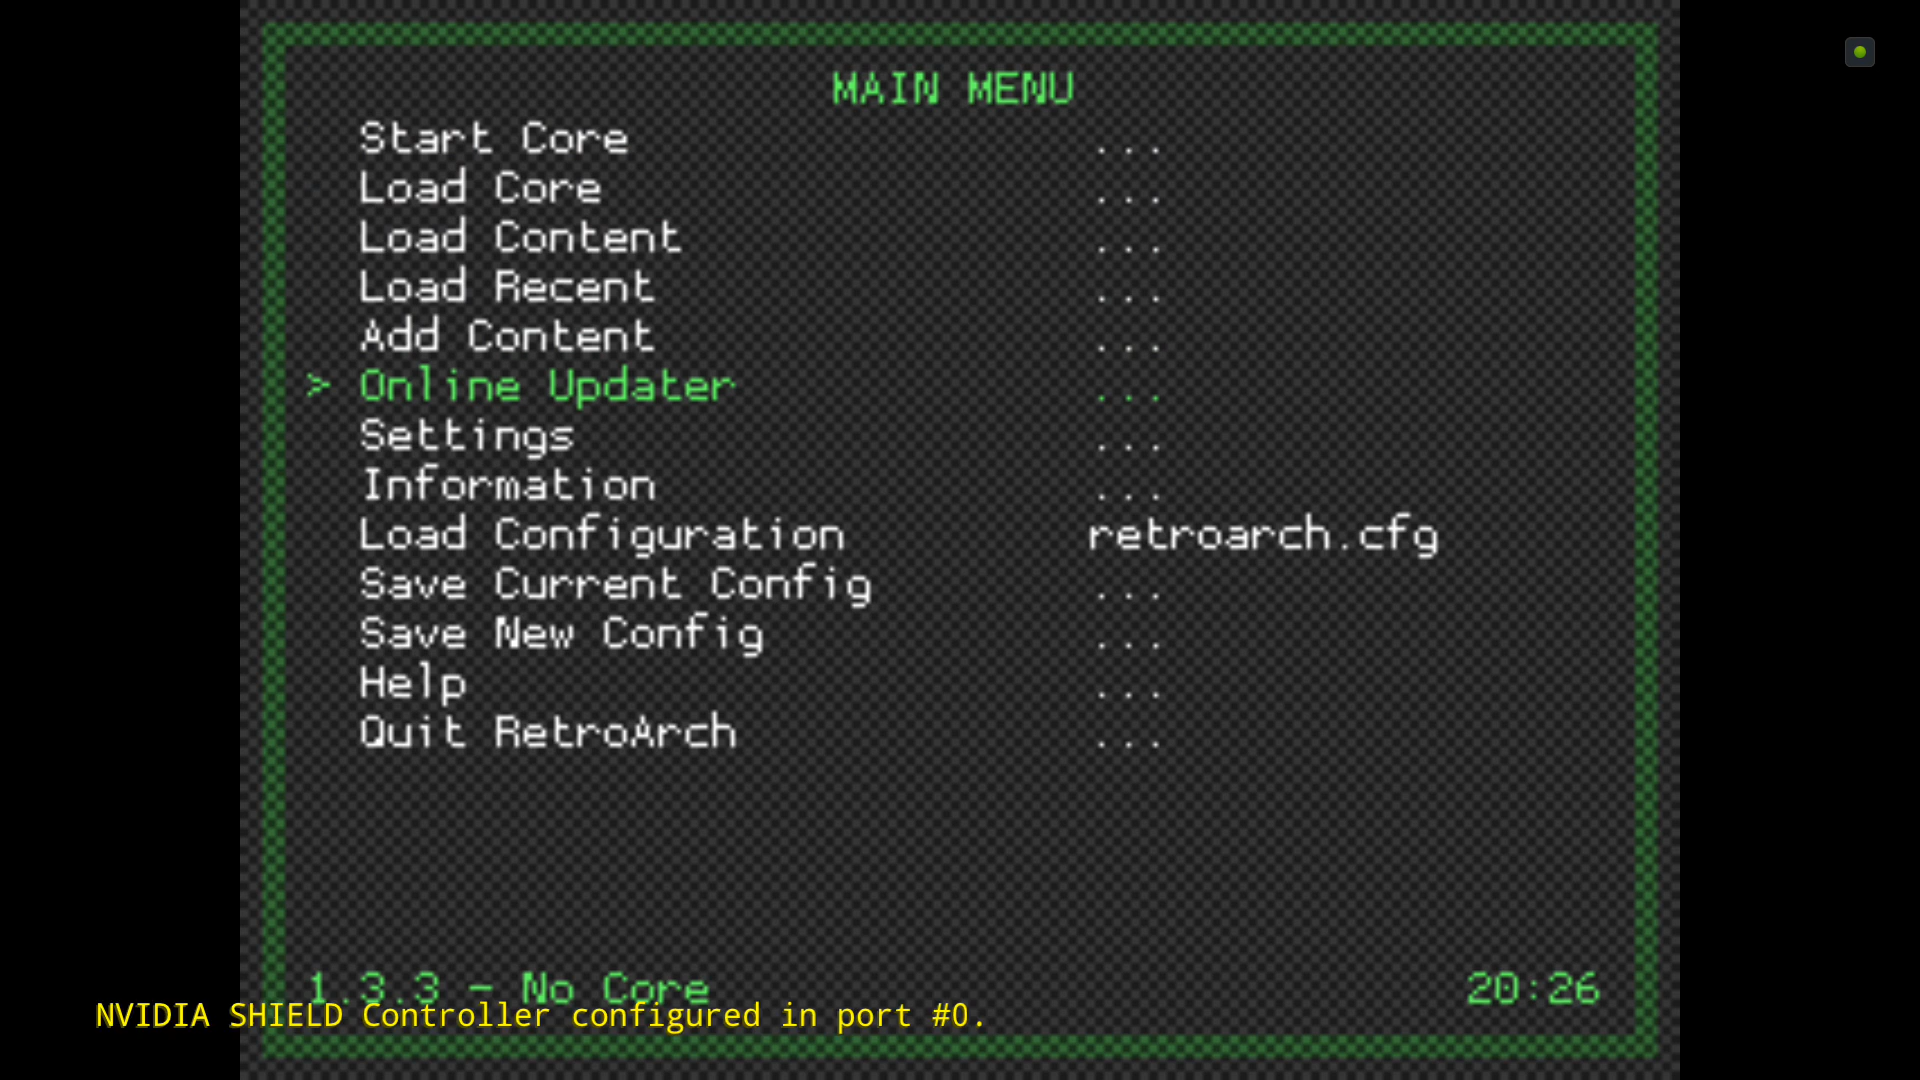 MAIN MENU
Start Core ...
Load Core ...
Load Content ...
Load Recent ...
Add Content ...
> Online Updater ...
Settings ...
Information ...
Load Configuration retroarch.cfg
Save Current Config ...
Save New Config ...
Help ...
Quit RetroArch ...
1.3.3 - No Core 20:26
NVIDIA SHIELD Controller configured in port #0.